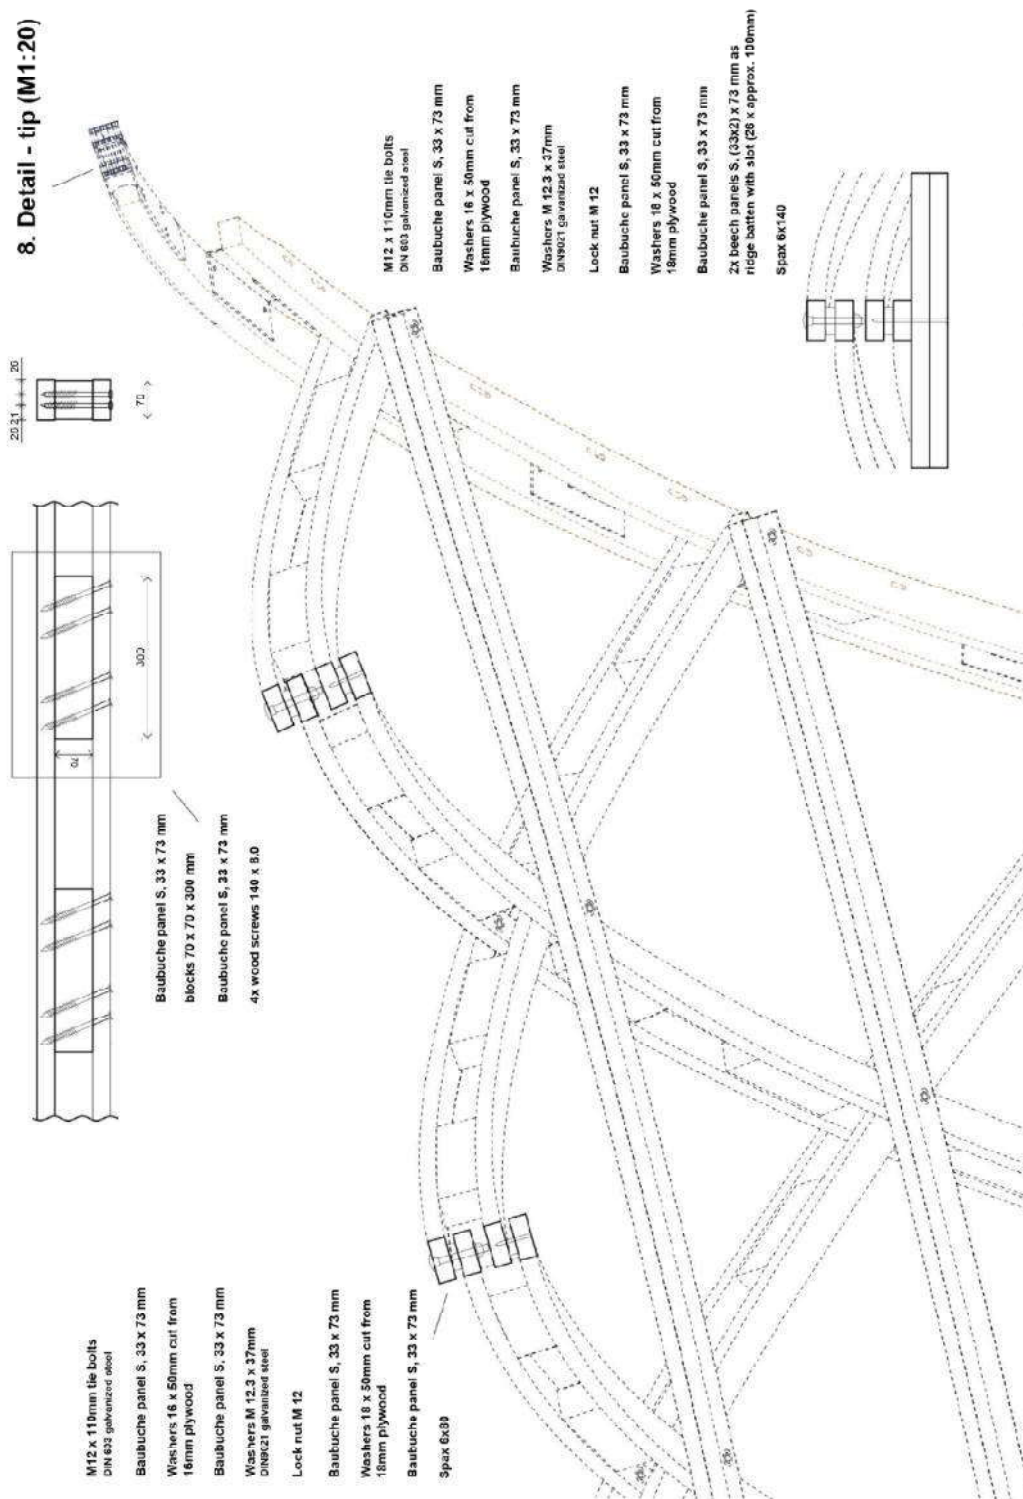 8. Detail - tip (M1:20)
26 21 26
70
300
70
Baubuche panel S, 33 x 73 mm
blocks 70 x 70 x 300 mm
Baubuche panel S, 33 x 73 mm
4x wood screws 140 x 8.0
M12 x 110mm tie bolts
DIN 603 galvanized steel
Baubuche panel S, 33 x 73 mm
Washers 16 x 50mm cut from
16mm plywood
Baubuche panel S, 33 x 73 mm
Washers M 12.3 x 37mm
DIN9021 galvanized steel
Lock nut M 12
Baubuche panel S, 33 x 73 mm
Washers 18 x 50mm cut from
18mm plywood
Baubuche panel S, 33 x 73 mm
Spax 6x80
M12 x 110mm tie bolts
DIN 603 galvanized steel
Baubuche panel S, 33 x 73 mm
Washers 16 x 50mm cut from
16mm plywood
Baubuche panel S, 33 x 73 mm
Washers M 12.3 x 37mm
DIN9021 galvanized steel
Lock nut M 12
Baubuche panel S, 33 x 73 mm
Washers 18 x 50mm cut from
18mm plywood
Baubuche panel S, 33 x 73 mm
2x beech panels S, (33x2) x 73 mm as
ridge batten with slot (26 x approx. 100mm)
Spax 6x140